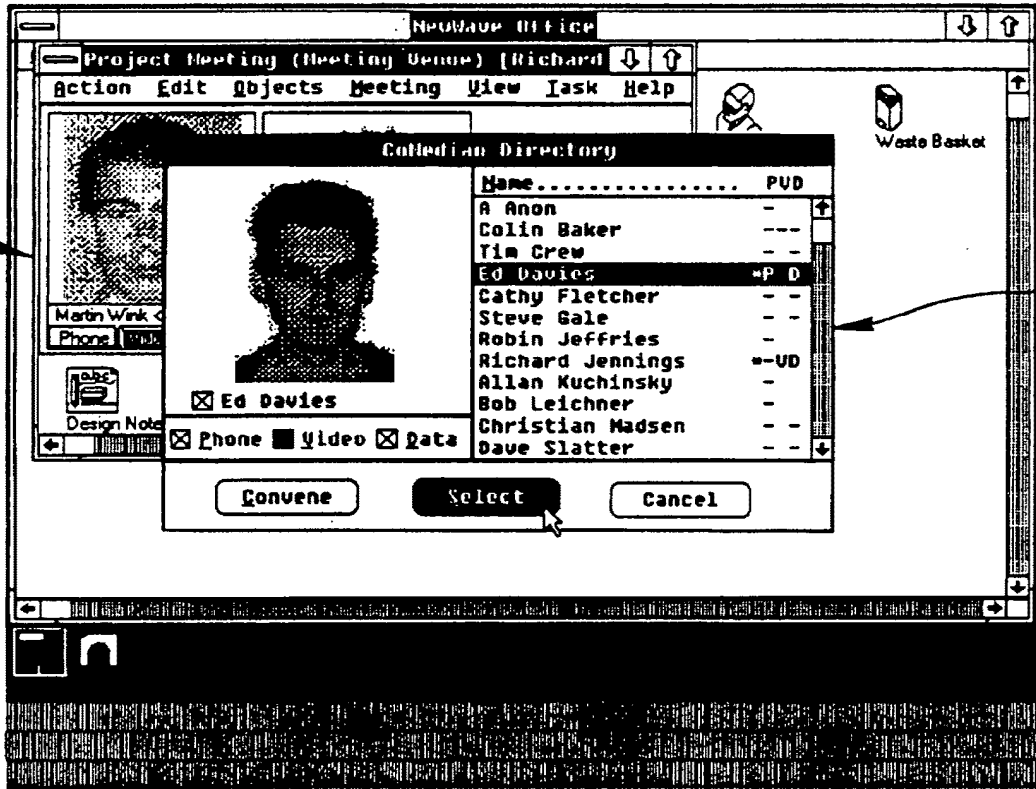 NewWave Office
Project Meeting (Meeting Venue) [Richard
Action Edit Objects Meeting View Task Help
Waste Basket
CoMedian Directory
Name................ PVD
A Anon -
Colin Baker ---
Tim Crew - -
Ed Davies *P D
Cathy Fletcher - -
Steve Gale - -
Robin Jeffries -
Richard Jennings *-VD
Allan Kuchinsky -
Bob Leichner -
Christian Madsen - -
Dave Slatter - -
Martin Wink <
Phone
Ed Davies
abc
Design Note
Phone Video Data
Convene Select Cancel